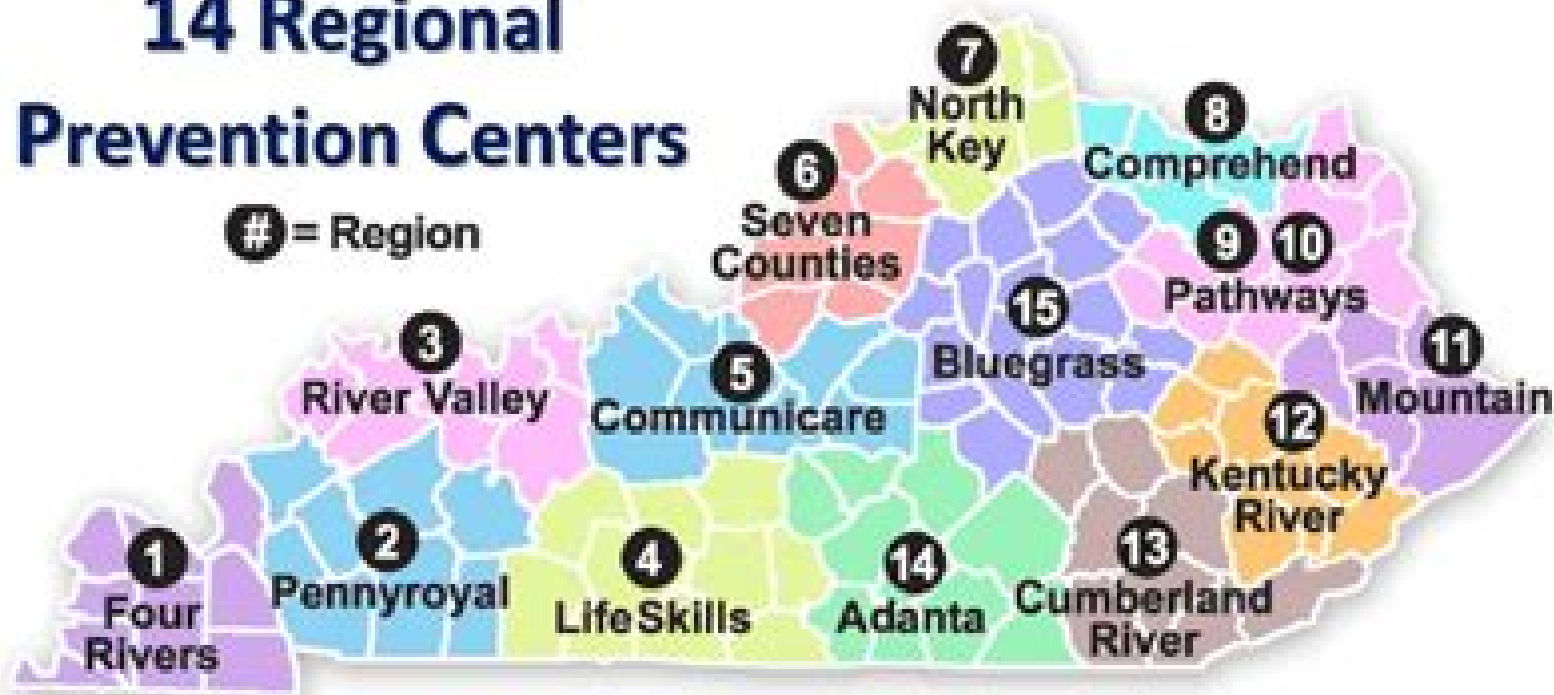 14 Regional
Prevention Centers
# = Region
7
North
Key
8
Comprehend
6
Seven
Counties
9 10
Pathways
15
Bluegrass
11
Mountain
3
River Valley
5
Communicare
12
Kentucky
River
1
Four
Rivers
2
Pennyroyal
4
LifeSkills
14
Adanta
13
Cumberland
River